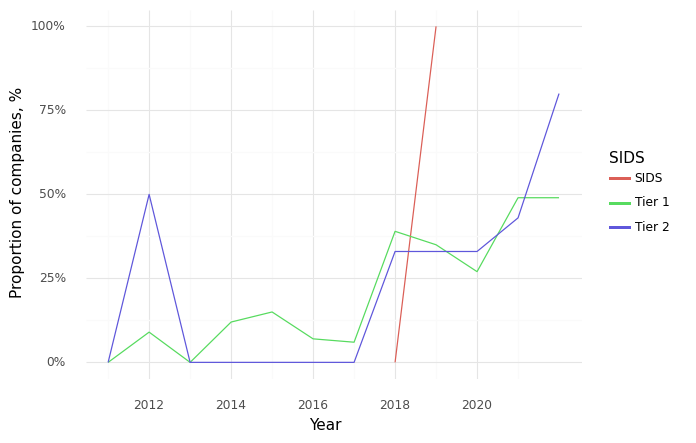 100%
75%
50%
25%
0%
Proportion of companies, %
2012 2014 2016 2018 2020
Year
SIDS
SIDS
Tier 1
Tier 2